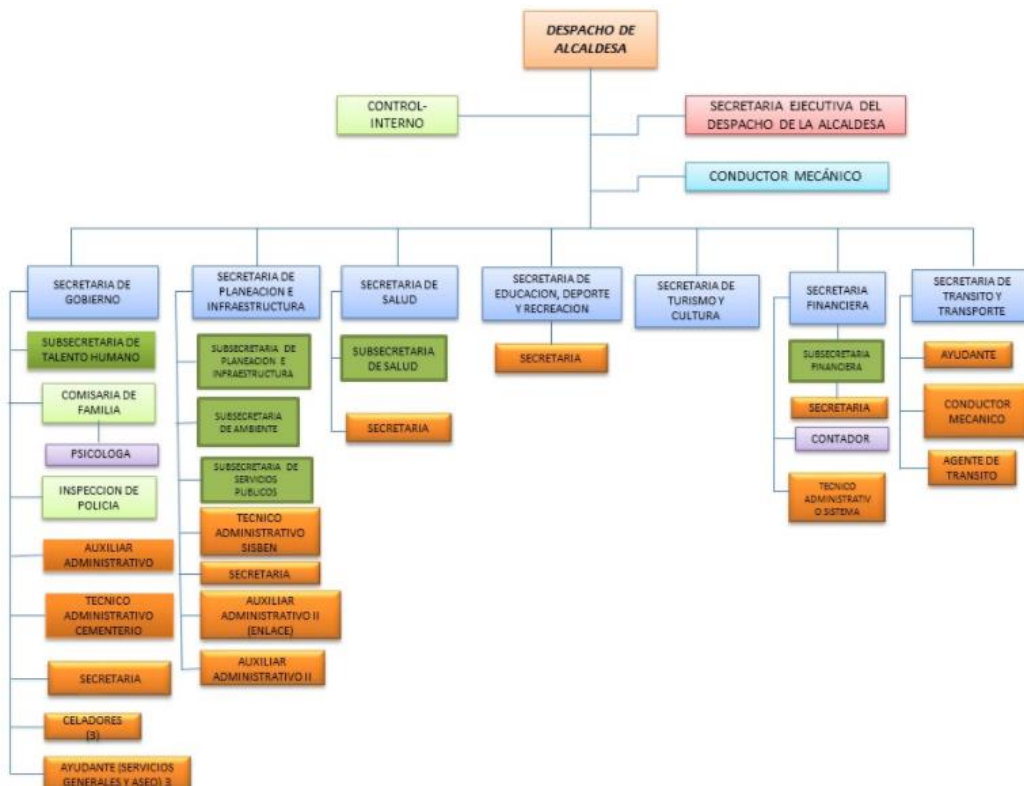 DESPACHO DE
ALCALDESA
CONTROL-
INTERNO
SECRETARIA EJECUTIVA DEL
DESPACHO DE LA ALCALDESA
CONDUCTOR MECÁNICO
SECRETARIA DE
GOBIERNO
SUBSECRETARIA DE
TALENTO HUMANO
COMISARIA DE
FAMILIA
PSICOLOGA
INSPECCION DE
POLICIA
AUXILIAR
ADMINISTRATIVO
TECNICO
ADMINISTRATIVO
CEMENTERIO
SECRETARIA
CELADORES
(3)
AYUDANTE (SERVICIOS
GENERALES Y ASEO) 3
SECRETARIA DE
PLANEACION E
INFRAESTRUCTURA
SUBSECRETARIA DE
PLANEACION E
INFRAESTRUCTURA
SUBSECRETARIA
DE AMBIENTE
SUBSECRETARIA DE
SERVICIOS
PUBLICOS
TECNICO
ADMINISTRATIVO
SISBEN
SECRETARIA
AUXILIAR
ADMINISTRATIVO II
(ENLACE)
AUXILIAR
ADMINISTRATIVO II
SECRETARIA DE
SALUD
SUBSECRETARIA
DE SALUD
SECRETARIA
SECRETARIA DE
EDUCACION, DEPORTE
Y RECREACION
SECRETARIA
SECRETARIA DE
TURISMO Y
CULTURA
SECRETARIA
FINANCIERA
SUBSECRETARIA
FINANCIERA
SECRETARIA
CONTADOR
TECNICO
ADMINISTRATIV
O SISTEMA
SECRETARIA DE
TRANSITO Y
TRANSPORTE
AYUDANTE
CONDUCTOR
MECANICO
AGENTE DE
TRANSITO